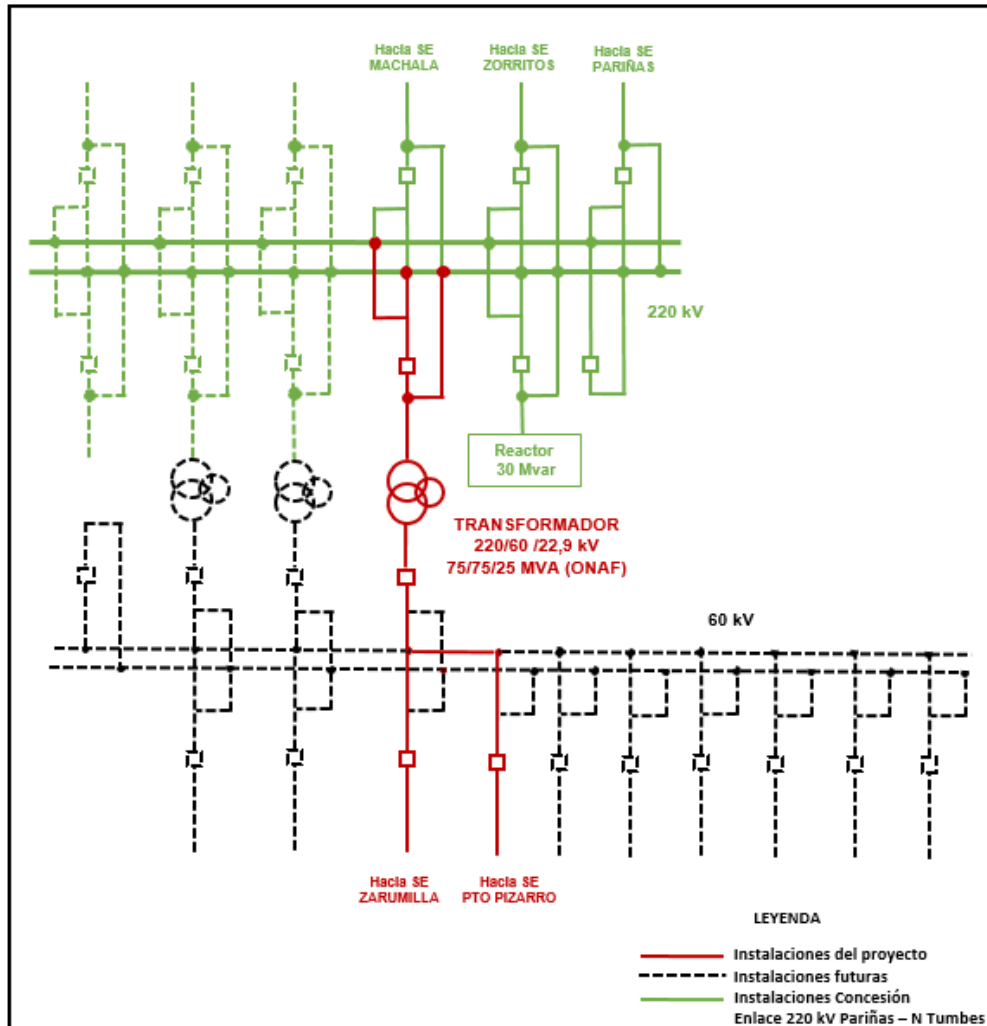 Hacia SE
MACHALA
Hacia SE
ZORRITOS
Hacia SE
PARIÑAS
220 kV
Reactor
30 Mvar
TRANSFORMADOR
220/60 /22,9 kV
75/75/25 MVA (ONAF)
60 kV
Hacia SE
ZARUMILLA
Hacia SE
PTO PIZARRO
LEYENDA
Instalaciones del proyecto
Instalaciones futuras
Instalaciones Concesión
Enlace 220 kV Pariñas – N Tumbes